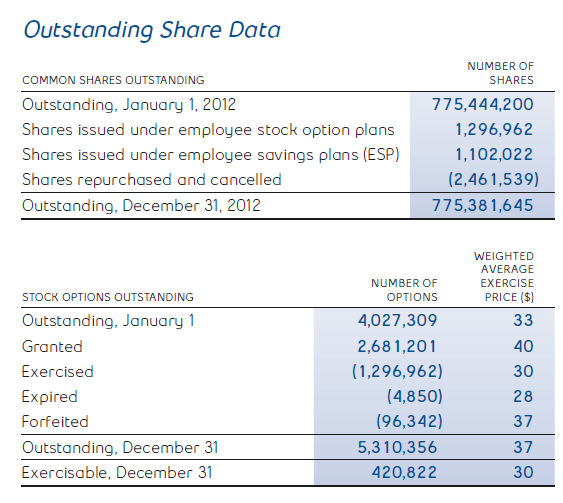 Outstanding Share Data
NUMBER OF
COMMON SHARES OUTSTANDING SHARES
Outstanding, January 1, 2012 775,444,200
Shares issued under employee stock option plans 1,296,962
Shares issued under employee savings plans (ESP) 1,102,022
Shares repurchased and cancelled (2,461,539)
Outstanding, December 31, 2012 775,381,645
WEIGHTED
AVERAGE
NUMBER OF EXERCISE
STOCK OPTIONS OUTSTANDING OPTIONS PRICE ($)
Outstanding, January 1 4,027,309 33
Granted 2,681,201 40
Exercised (1,296,962) 30
Expired (4,850) 28
Forfeited (96,342) 37
Outstanding, December 31 5,310,356 37
Exercisable, December 31 420,822 30